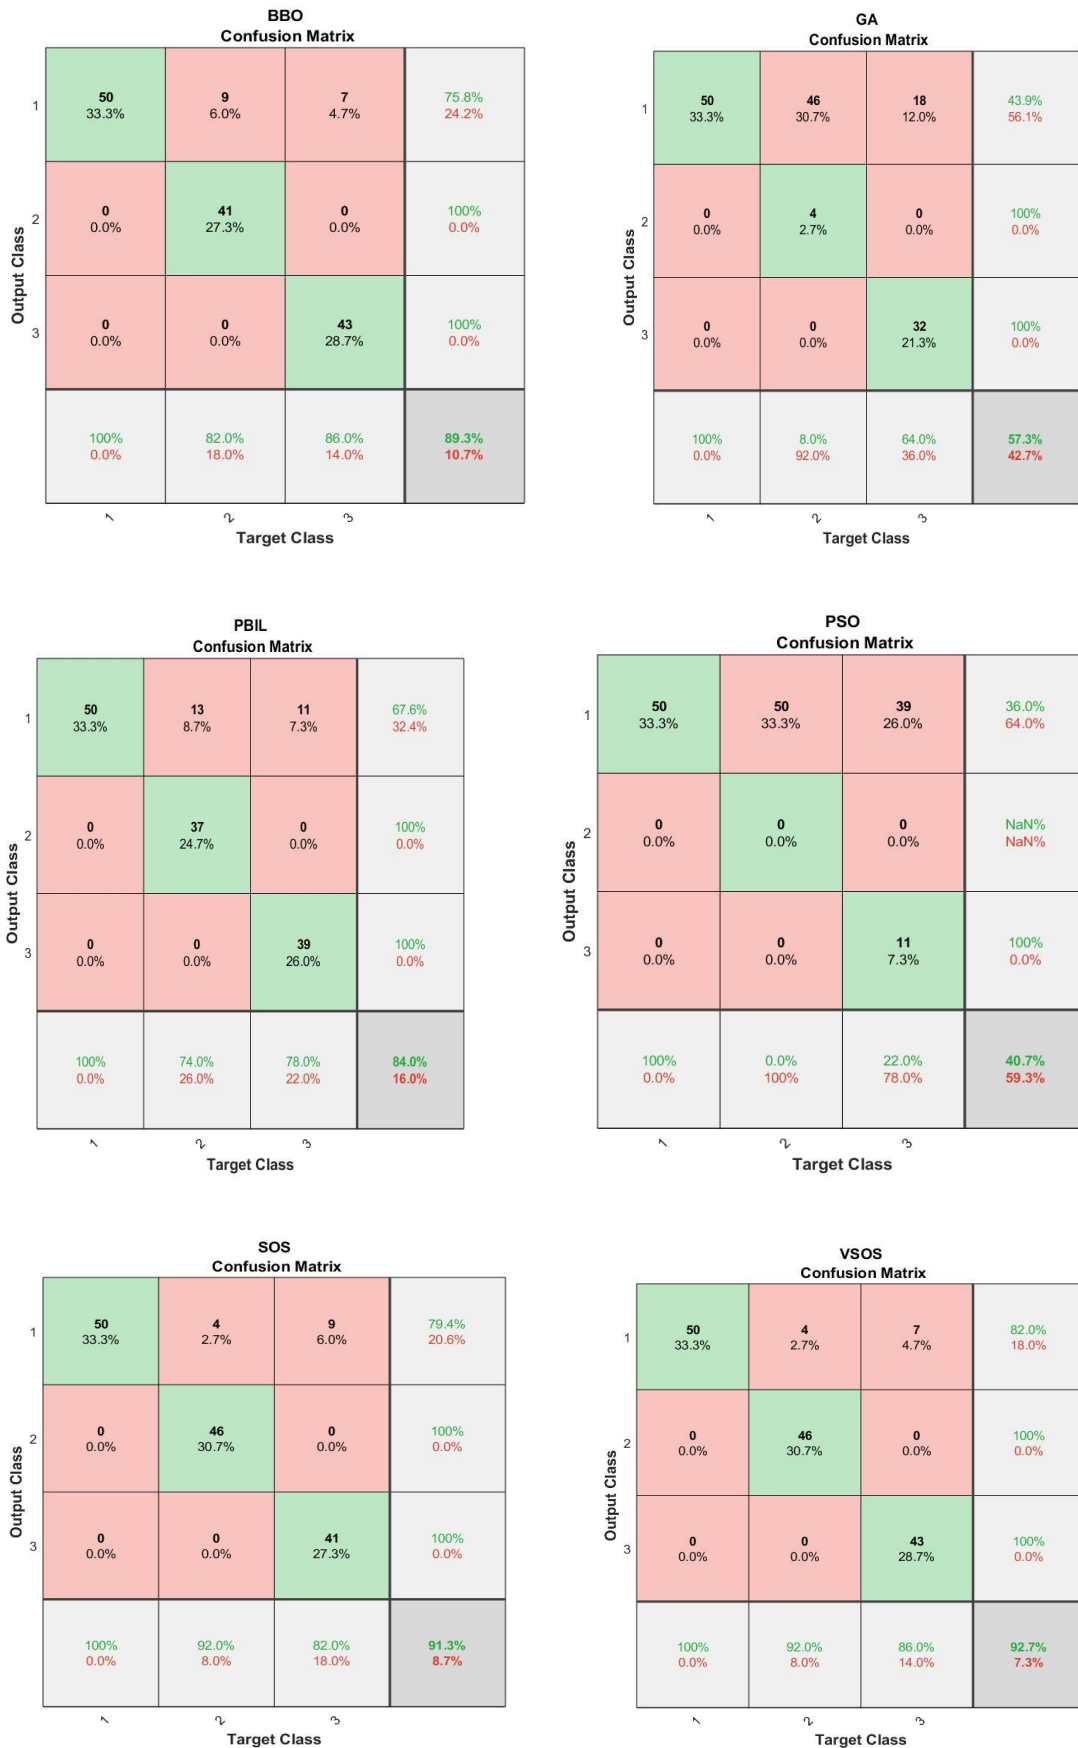 BBO
Confusion Matrix
1
50 9 7 75.8%
33.3% 6.0% 4.7% 24.2%
2
0 41 0 100%
0.0% 27.3% 0.0% 0.0%
3
0 0 43 100%
0.0% 0.0% 28.7% 0.0%
100% 82.0% 86.0% 89.3%
0.0% 18.0% 14.0% 10.7%
1 2 3
Output Class
Target Class
GA
Confusion Matrix
1
50 46 18 43.9%
33.3% 30.7% 12.0% 56.1%
2
0 4 0 100%
0.0% 2.7% 0.0% 0.0%
3
0 0 32 100%
0.0% 0.0% 21.3% 0.0%
100% 8.0% 64.0% 57.3%
0.0% 92.0% 36.0% 42.7%
1 2 3
Output Class
Target Class
PBIL
Confusion Matrix
1
50 13 11 67.6%
33.3% 8.7% 7.3% 32.4%
2
0 37 0 100%
0.0% 24.7% 0.0% 0.0%
3
0 0 39 100%
0.0% 0.0% 26.0% 0.0%
100% 74.0% 78.0% 84.0%
0.0% 26.0% 22.0% 16.0%
1 2 3
Output Class
Target Class
PSO
Confusion Matrix
1
50 50 39 36.0%
33.3% 33.3% 26.0% 64.0%
2
0 0 0 NaN%
0.0% 0.0% 0.0% NaN%
3
0 0 11 100%
0.0% 0.0% 7.3% 0.0%
100% 0.0% 22.0% 40.7%
0.0% 100% 78.0% 59.3%
1 2 3
Output Class
Target Class
SOS
Confusion Matrix
1
50 4 9 79.4%
33.3% 2.7% 6.0% 20.6%
2
0 46 0 100%
0.0% 30.7% 0.0% 0.0%
3
0 0 41 100%
0.0% 0.0% 27.3% 0.0%
100% 92.0% 82.0% 91.3%
0.0% 8.0% 18.0% 8.7%
1 2 3
Output Class
Target Class
VSOS
Confusion Matrix
1
50 4 7 82.0%
33.3% 2.7% 4.7% 18.0%
2
0 46 0 100%
0.0% 30.7% 0.0% 0.0%
3
0 0 43 100%
0.0% 0.0% 28.7% 0.0%
100% 92.0% 86.0% 92.7%
0.0% 8.0% 14.0% 7.3%
1 2 3
Output Class
Target Class